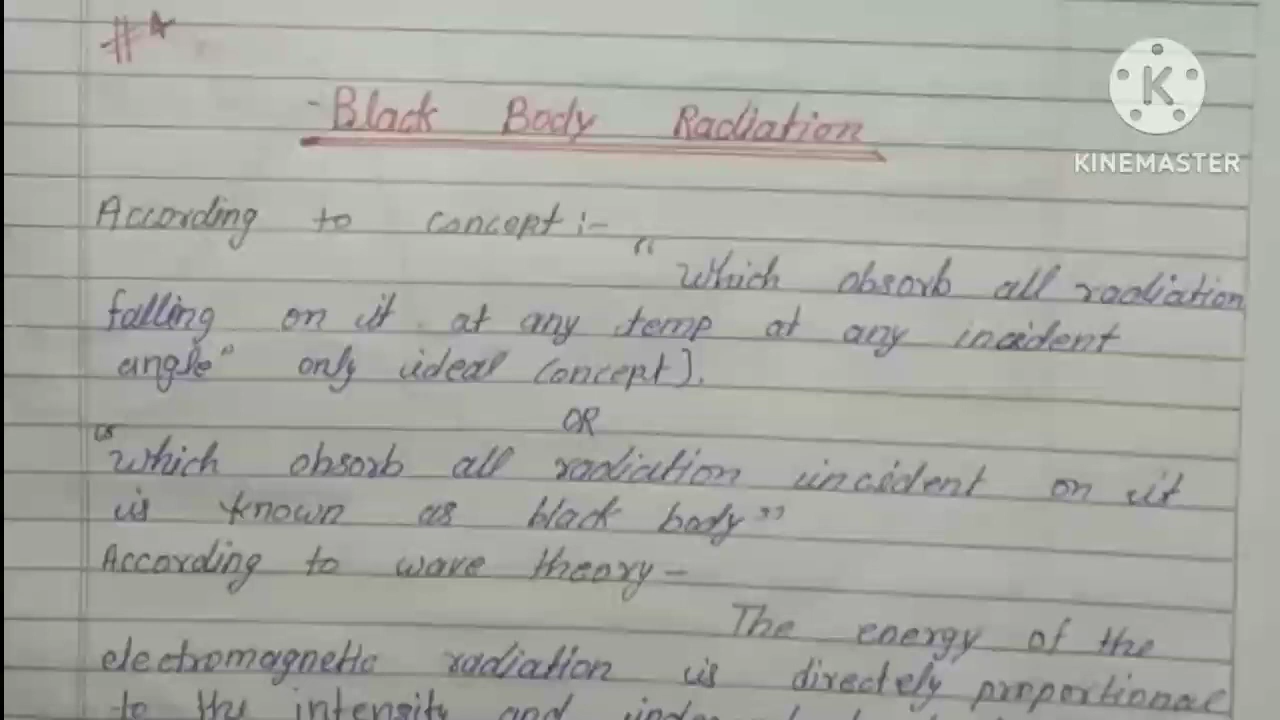 #
- Black Body Radiation
K
KINEMASTER
According to concept :-
" Which absorb all radiation
falling on it at any temp at any incident
angle" only ideal concept).
OR
"which absorb all radiation incident on it
is known as black body"
According to wave theory -
The energy of the
electromagnetic radiation is directely proportional
to the intensity and